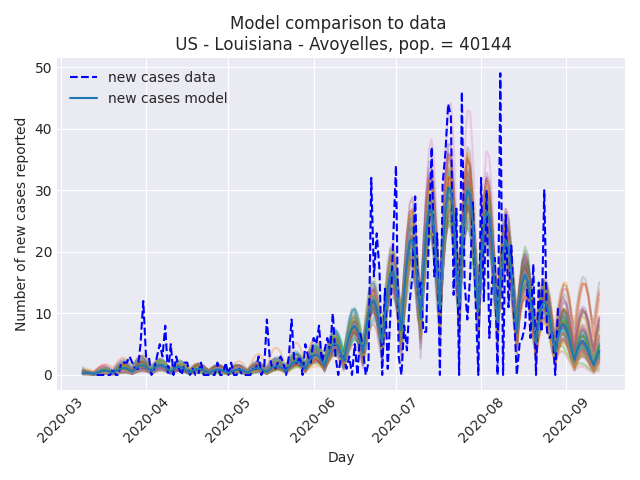 Model comparison to data
US - Louisiana - Avoyelles, pop. = 40144
new cases data
new cases model
Number of new cases reported
50
40
30
20
10
0
2020-03
2020-04
2020-05
2020-06
2020-07
2020-08
2020-09
Day